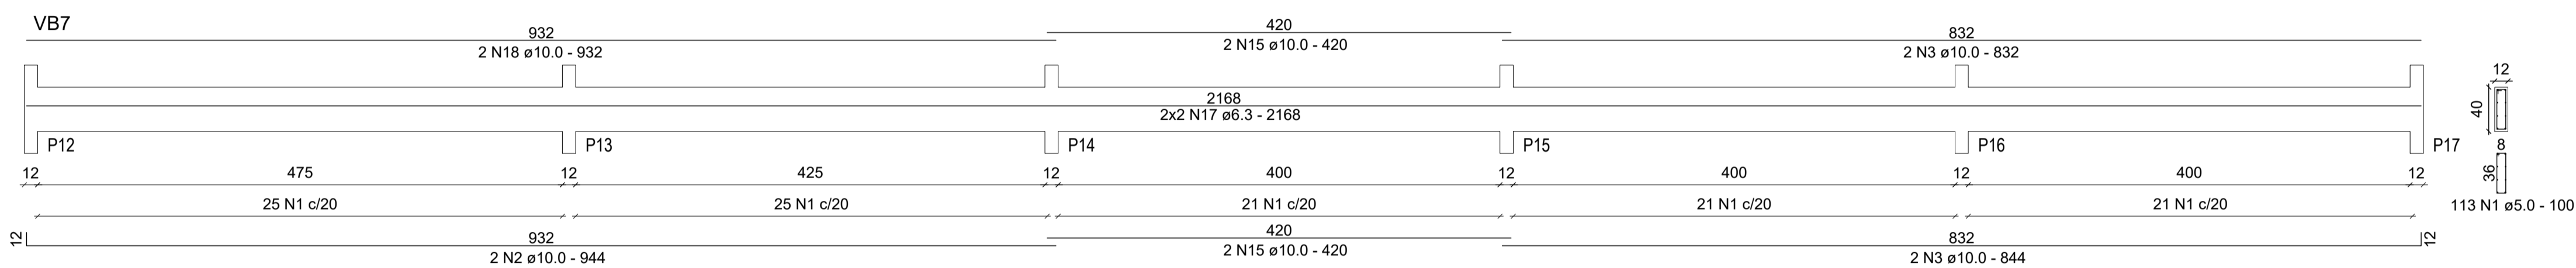 VB7
932
2 N18 ø10.0 - 932
420
2 N15 ø10.0 - 420
832
2 N3 ø10.0 - 832
2168
2x2 N17 ø6.3 - 2168
P12 P13 P14 P15 P16 P17
12 475 12 425 12 400 12 400 12 400 12
25 N1 c/20 25 N1 c/20 21 N1 c/20 21 N1 c/20 21 N1 c/20
12 932
2 N2 ø10.0 - 944
420
2 N15 ø10.0 - 420
832 12
2 N3 ø10.0 - 844
12
40
8
36
113 N1 ø5.0 - 100